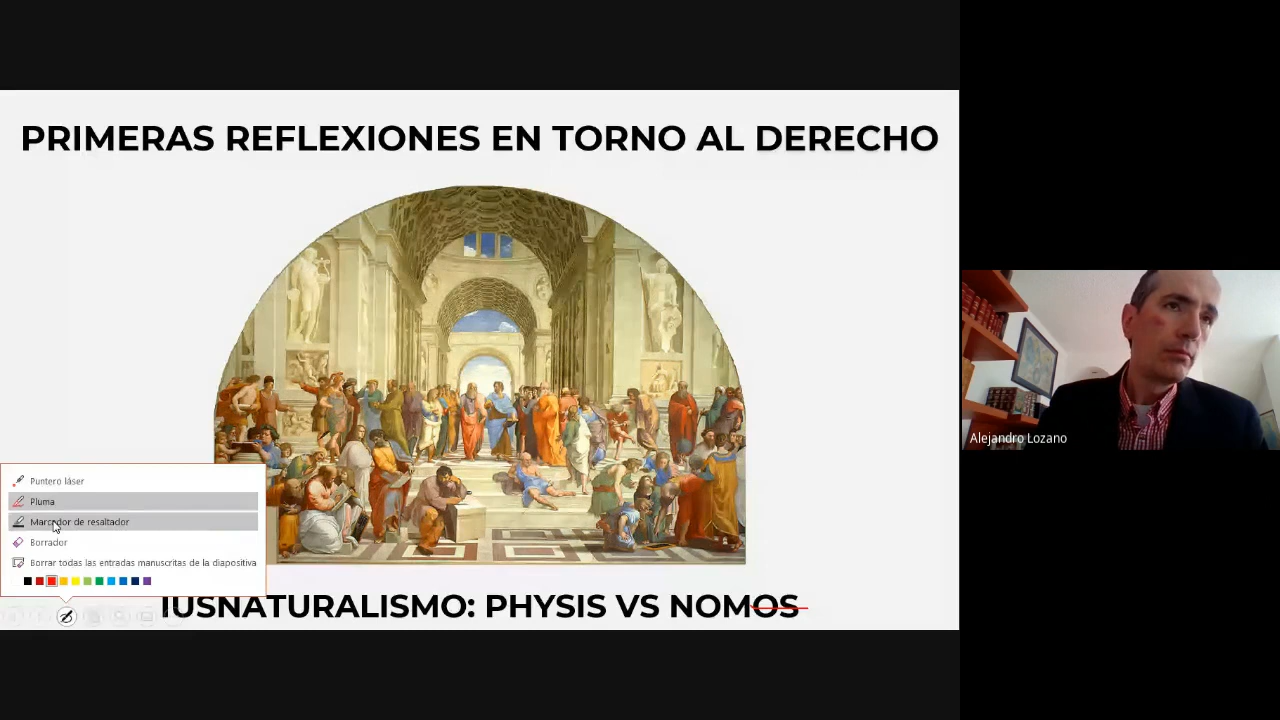 PRIMERAS REFLEXIONES EN TORNO AL DERECHO
Puntero láser
Pluma
Marcador de resaltador
Borrador
Borrar todas las entradas manuscritas de la diapositiva
IUSNATURALISMO: PHYSIS VS NOMOS
Alejandro Lozano